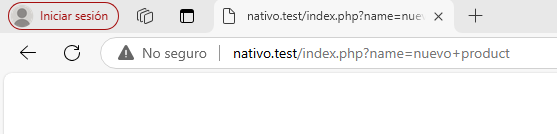 Iniciar sesión
nativo.test/index.php?name=nuev
No seguro
nativo.test/index.php?name=nuevo+product